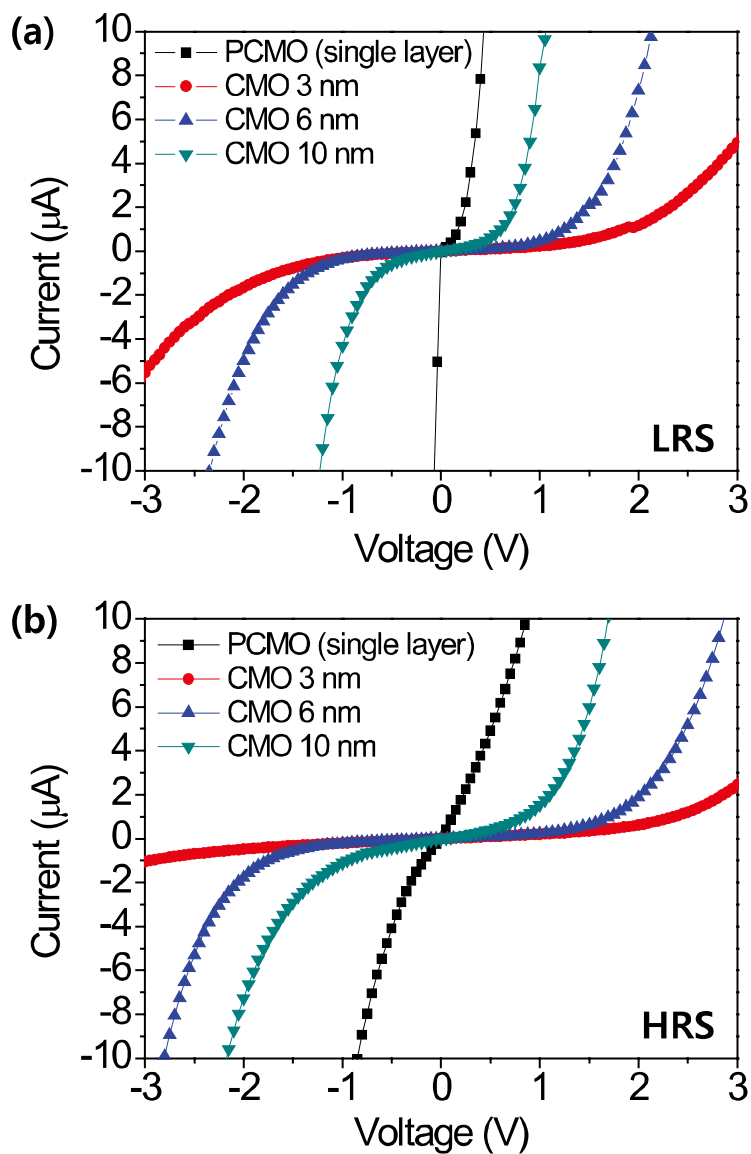 (a)
PCMO (single layer)
CMO 3 nm
CMO 6 nm
CMO 10 nm
10
8
6
4
2
0
-2
-4
-6
-8
-10
Current (μA)
LRS
-3 -2 -1 0 1 2 3
Voltage (V)
(b)
PCMO (single layer)
CMO 3 nm
CMO 6 nm
CMO 10 nm
10
8
6
4
2
0
-2
-4
-6
-8
-10
Current (μA)
HRS
-3 -2 -1 0 1 2 3
Voltage (V)